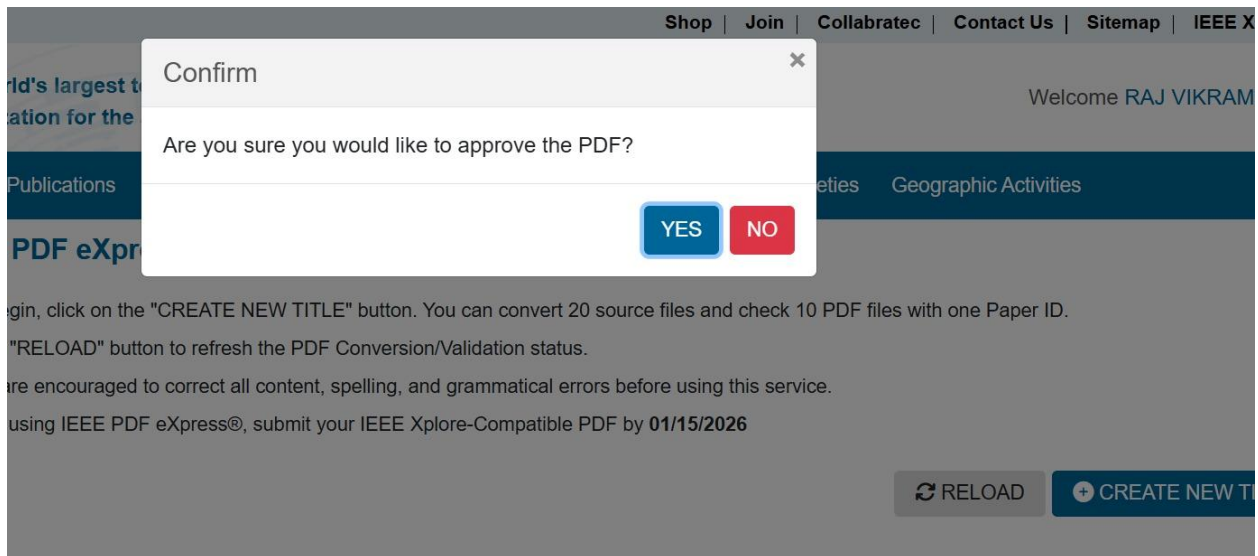 Shop | Join | Collabratec | Contact Us | Sitemap | IEEE X
Confirm ×
rld's largest t
Welcome RAJ VIKRAM
ation for the
Are you sure you would like to approve the PDF?
Publications
eties Geographic Activities
YES NO
PDF eXpr
gin, click on the "CREATE NEW TITLE" button. You can convert 20 source files and check 10 PDF files with one Paper ID.
"RELOAD" button to refresh the PDF Conversion/Validation status.
are encouraged to correct all content, spelling, and grammatical errors before using this service.
using IEEE PDF eXpress®, submit your IEEE Xplore-Compatible PDF by 01/15/2026
RELOAD CREATE NEW TI